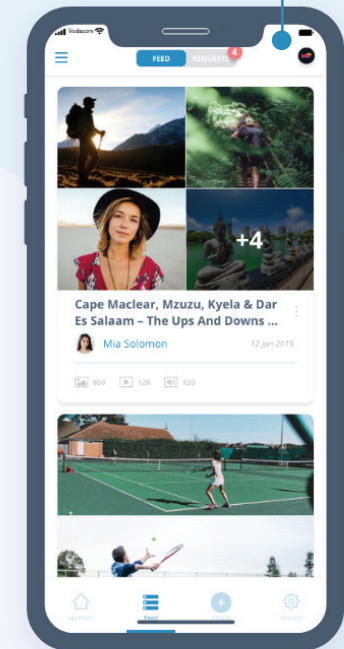 Vodacom
FEED
REQUESTS
4
+4
Cape Maclear, Mzuzu, Kyela & Dar
Es Salaam – The Ups And Downs ...
Mia Solomon
12 Jan 2019
609
120
520
Feed